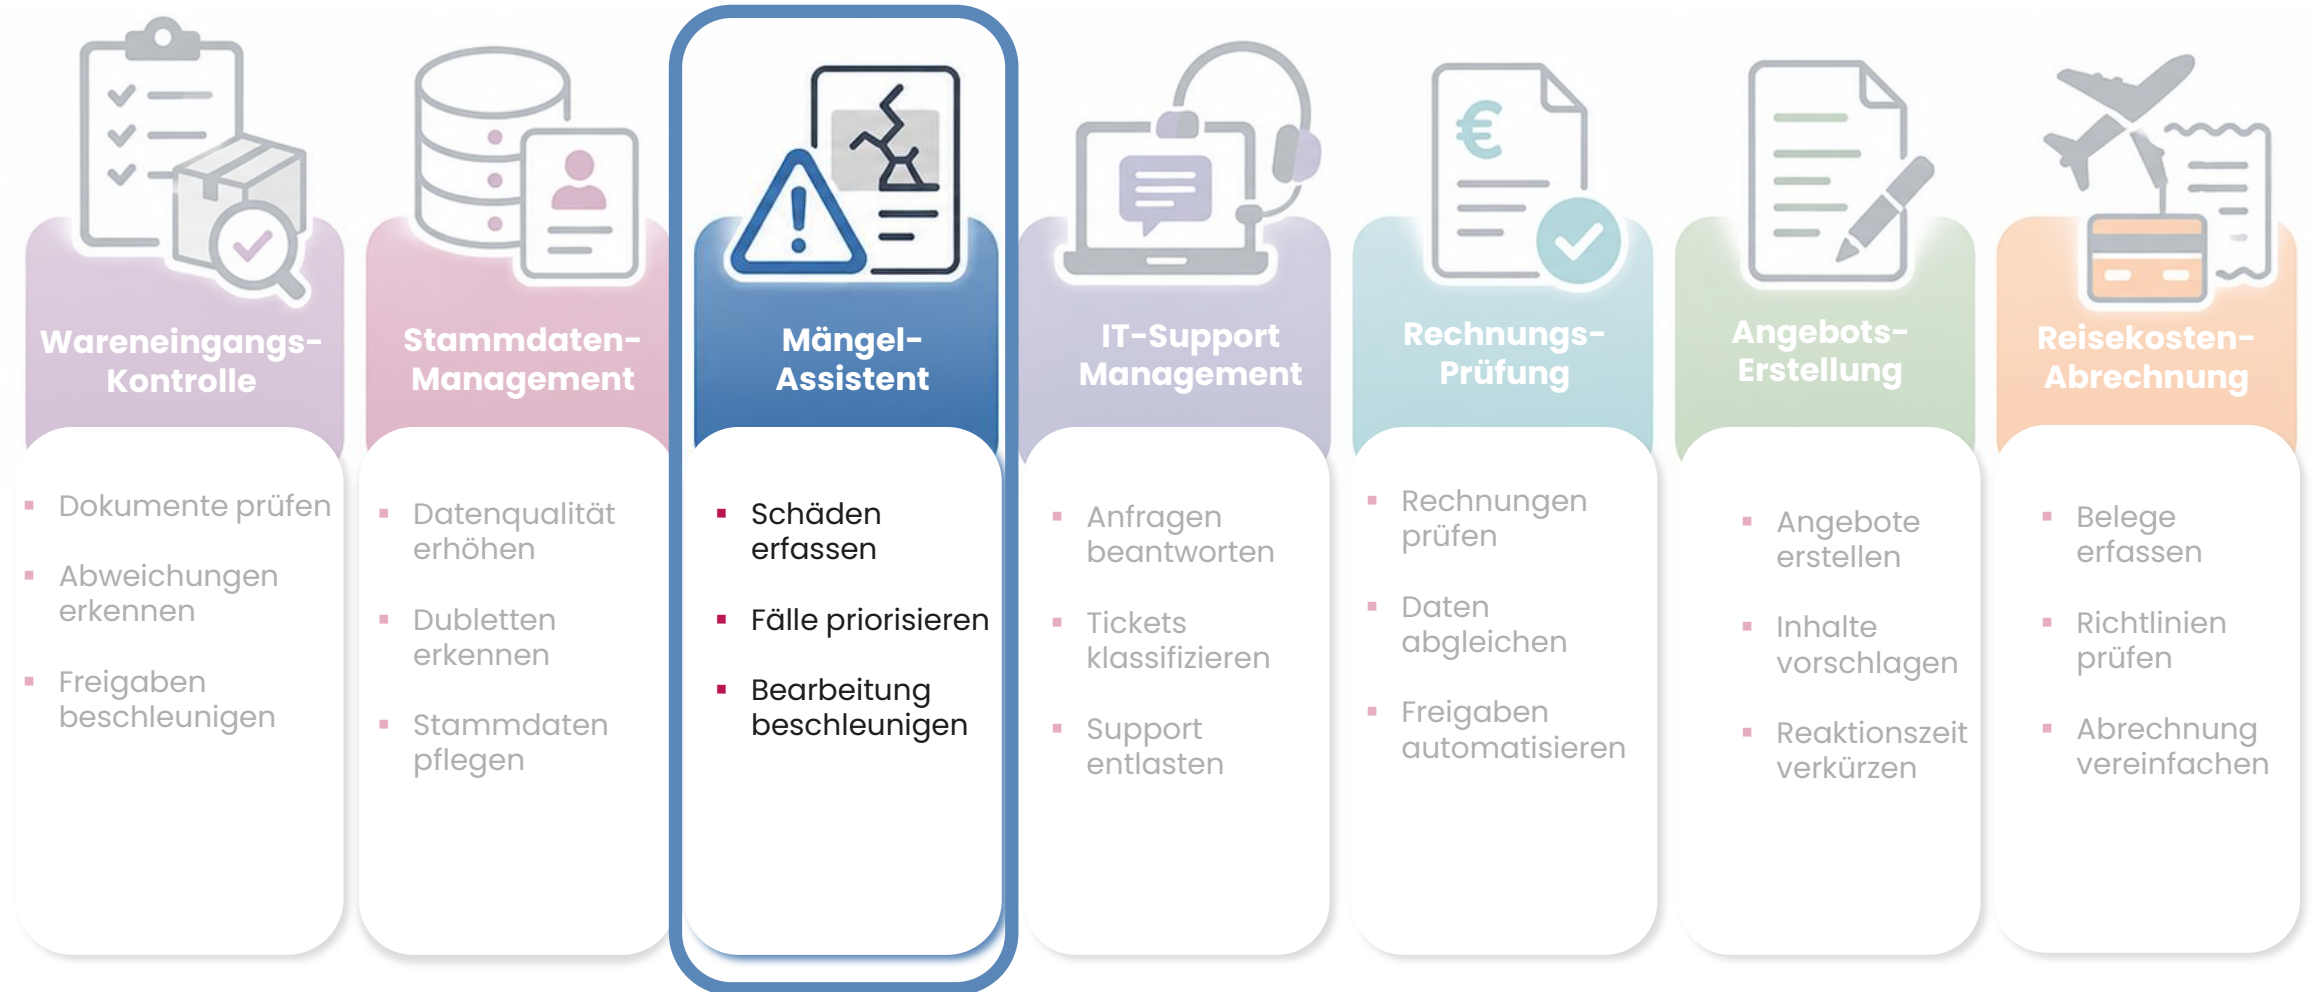 Wareneingangs-
Kontrolle
▪ Dokumente prüfen
▪ Abweichungen
erkennen
▪ Freigaben
beschleunigen
Stammdaten-
Management
▪ Datenqualität
erhöhen
▪ Dubletten
erkennen
▪ Stammdaten
pflegen
Mängel-
Assistent
▪ Schäden
erfassen
▪ Fälle priorisieren
▪ Bearbeitung
beschleunigen
IT-Support
Management
▪ Anfragen
beantworten
▪ Tickets
klassifizieren
▪ Support
entlasten
€
Rechnungs-
Prüfung
▪ Rechnungen
prüfen
▪ Daten
abgleichen
▪ Freigaben
automatisieren
Angebots-
Erstellung
▪ Angebote
erstellen
▪ Inhalte
vorschlagen
▪ Reaktionszeit
verkürzen
Reisekosten-
Abrechnung
▪ Belege
erfassen
▪ Richtlinien
prüfen
▪ Abrechnung
vereinfachen